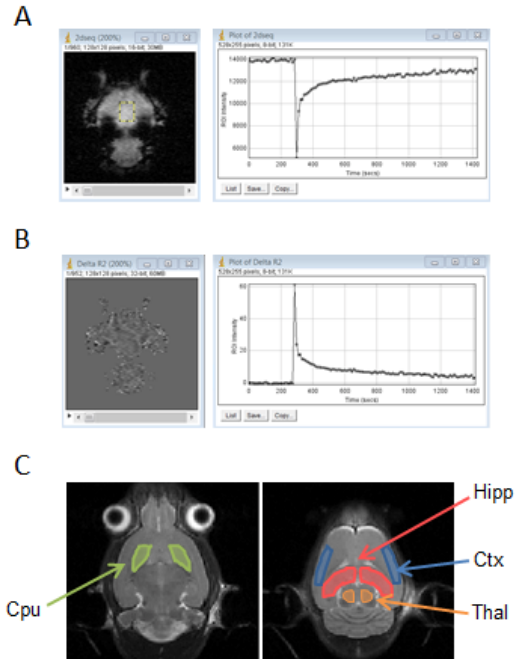 A
2dseq (200%)
1/960; 128x128 pixels; 16-bit; 30MB
Plot of 2dseq
528x255 pixels; 8-bit; 131K
14000
12000
10000
8000
6000
ROI Intensity
0 200 400 600 800 1000 1200 1400
Time (secs)
List Save... Copy...
B
Delta R2 (200%)
1/952; 128x128 pixels; 32-bit; 60MB
Plot of Delta R2
528x255 pixels; 8-bit; 131K
60
40
20
0
ROI Intensity
0 200 400 600 800 1000 1200 1400
Time (secs)
List Save... Copy...
C
Hipp
Ctx
Cpu
Thal